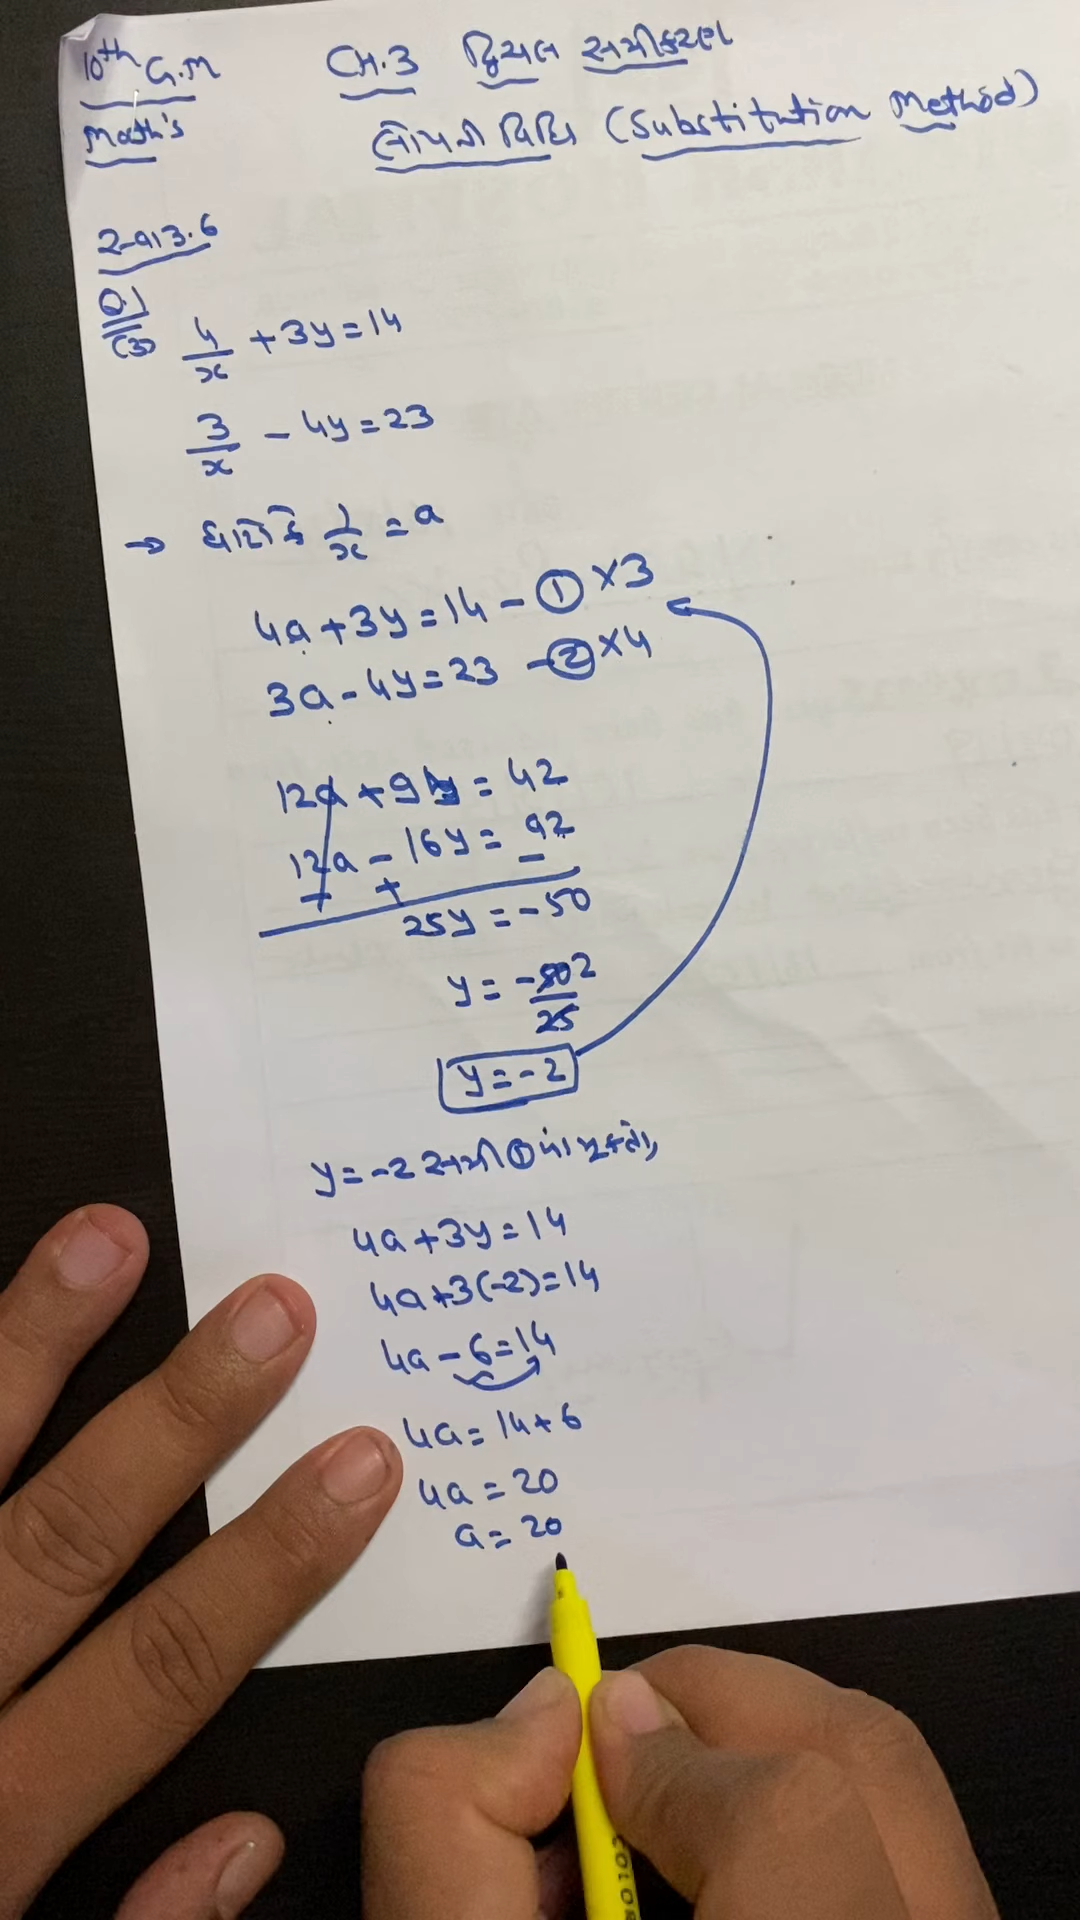 10th G.M
Maths
CH.3 દ્વિચલ સમીકરણ
લોપની વિધિ (Substitution Method)
સ્વા 3.6
Q.1
(3) 4/x + 3y = 14
3/x - 4y = 23
→ ધારો કે 1/x = a
4a + 3y = 14 - ① ×3
3a - 4y = 23 - ② ×4
12a + 9y = 42
12a - 16y = 92
- + -
25y = -50
y = -50/25 2
y = -2
y = -2 સમી ① માં મૂકતાં,
4a + 3y = 14
4a + 3(-2) = 14
4a - 6 = 14
4a = 14 + 6
4a = 20
a = 20